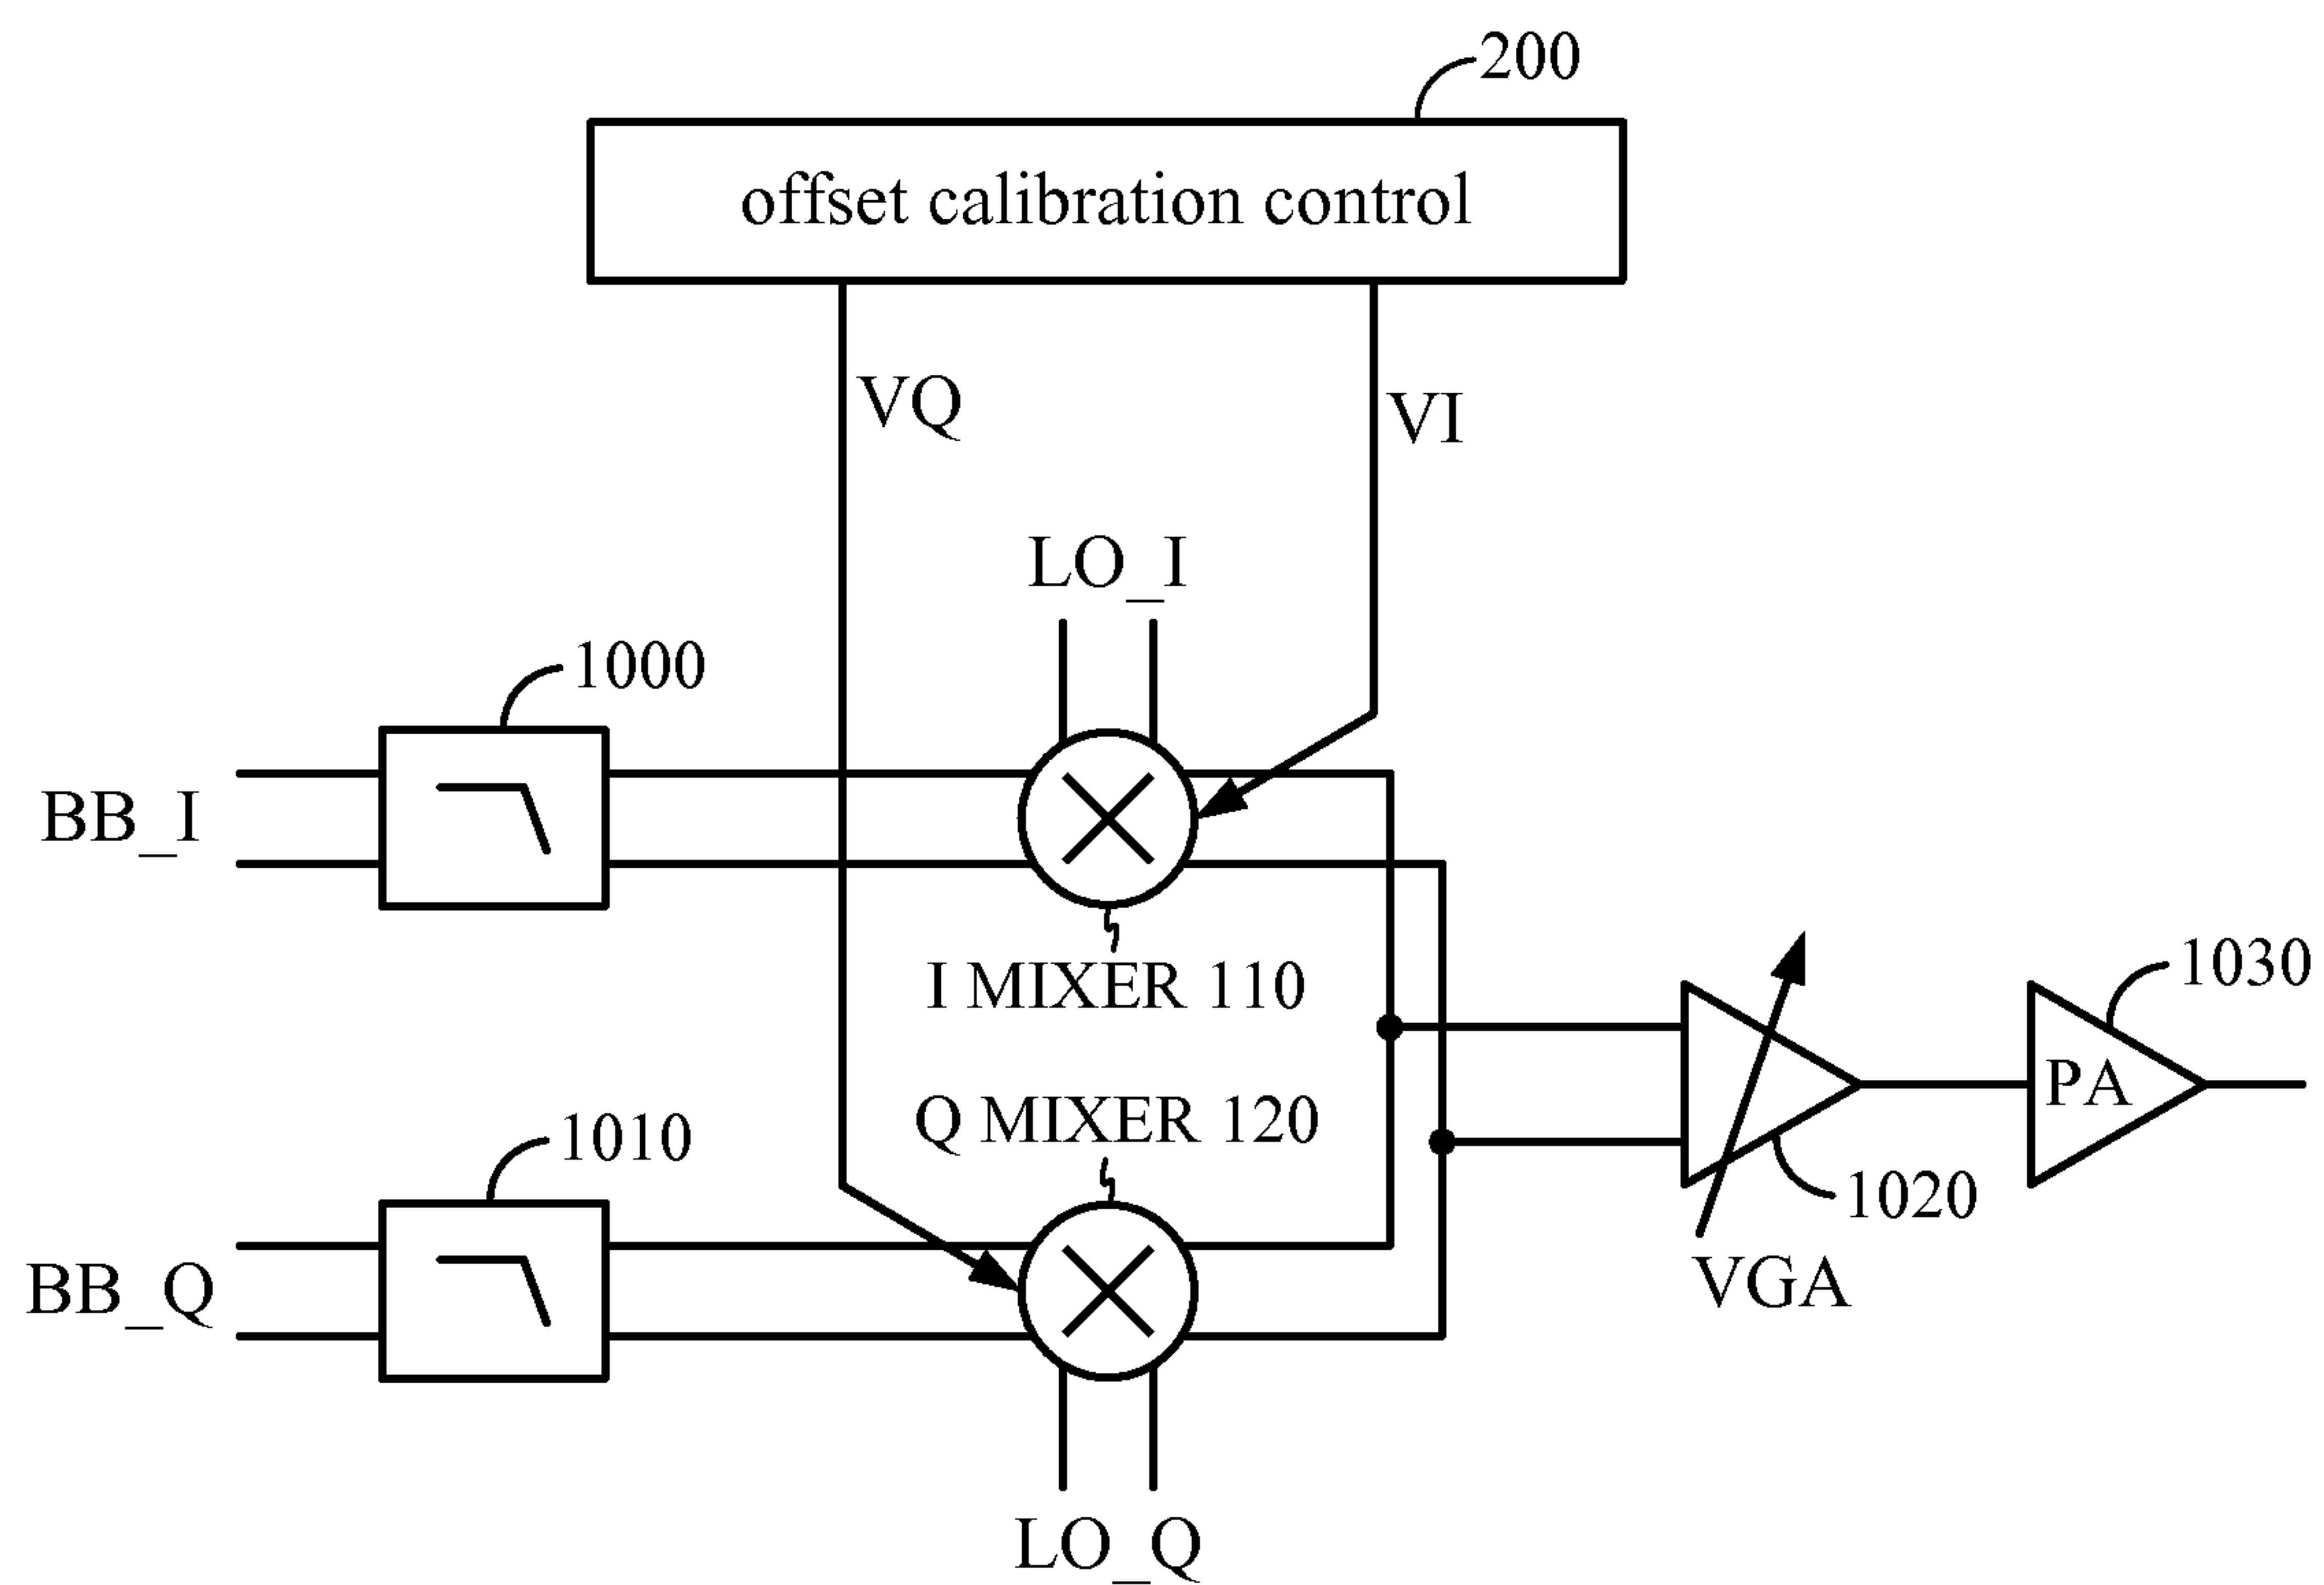 200
offset calibration control
VQ
VI
LO_I
1000
BB_I
I MIXER 110
1030
PA
Q MIXER 120
1010
1020
BB_Q
VGA
LO_Q